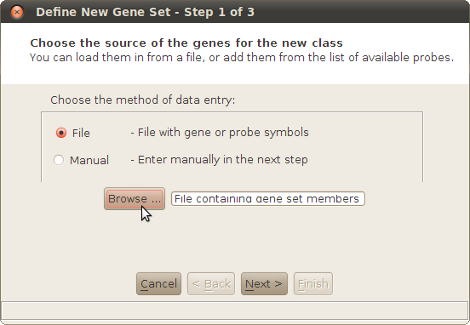 Define New Gene Set - Step 1 of 3
Choose the source of the genes for the new class
You can load them in from a file, or add them from the list of available probes.
Choose the method of data entry:
File - File with gene or probe symbols
Manual - Enter manually in the next step
Browse ... File containing gene set members
Cancel < Back Next > Finish